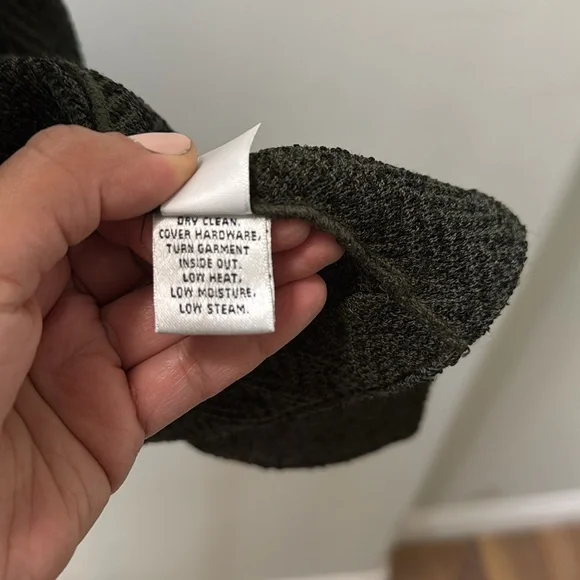 DRY CLEAN.
COVER HARDWARE,
TURN GARMENT
INSIDE OUT.
LOW HEAT,
LOW MOISTURE,
LOW STEAM.